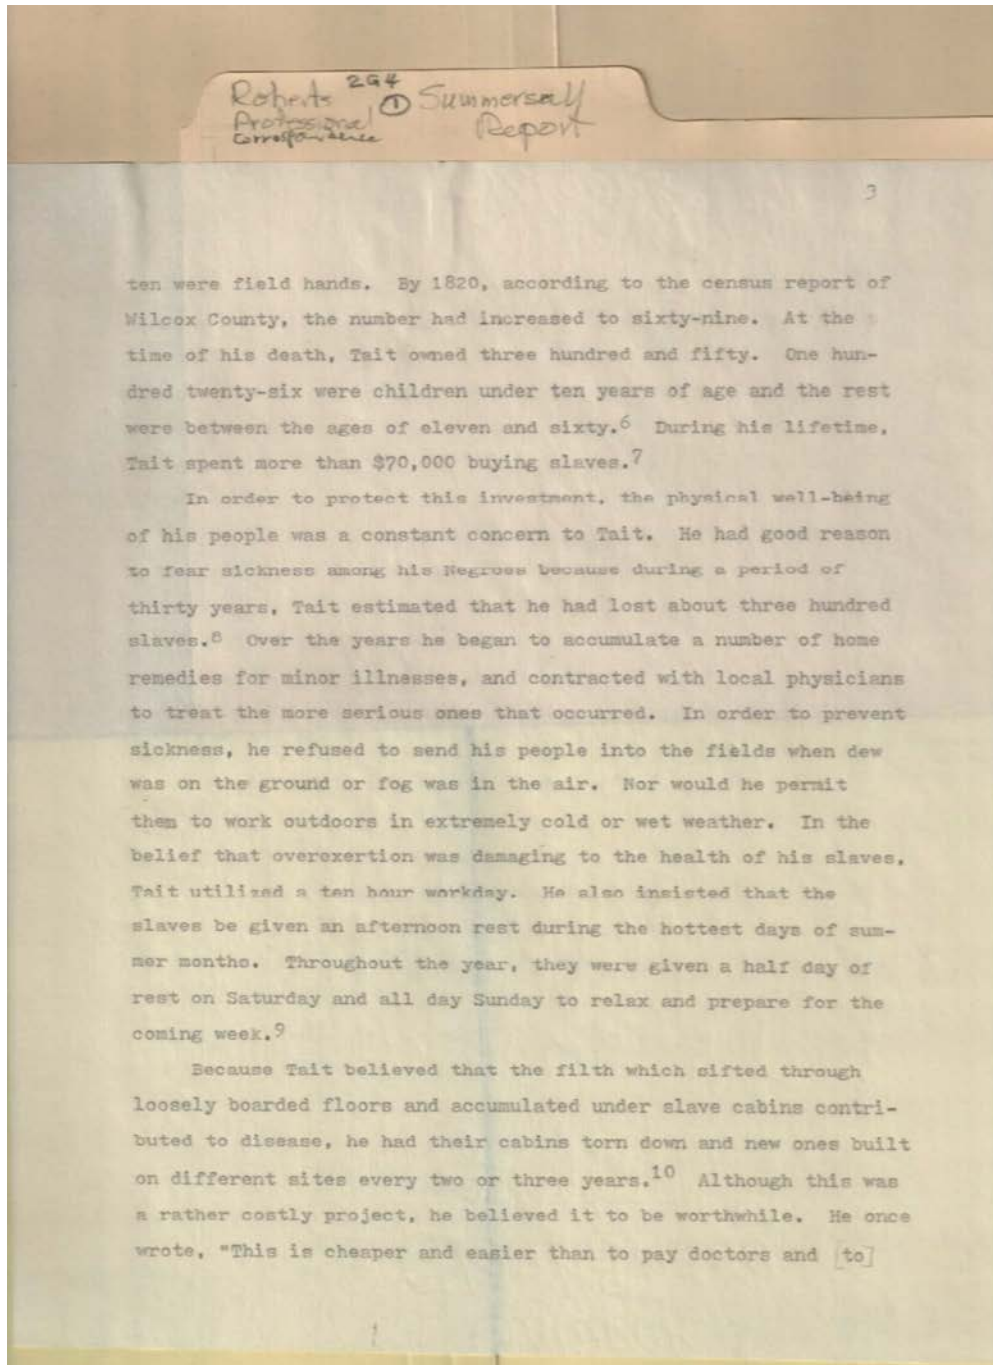 2G4
Roberts ① Summersell
Professional Report
Correspondence
3
ten were field hands.  By 1820, according to the census report of
Wilcox County, the number had increased to sixty-nine.  At the
time of his death, Tait owned three hundred and fifty.  One hun-
dred twenty-six were children under ten years of age and the rest
were between the ages of eleven and sixty.6  During his lifetime,
Tait spent more than $70,000 buying slaves.7
In order to protect this investment, the physical well-being
of his people was a constant concern to Tait.  He had good reason
to fear sickness among his Negroes because during a period of
thirty years, Tait estimated that he had lost about three hundred
slaves.8  Over the years he began to accumulate a number of home
remedies for minor illnesses, and contracted with local physicians
to treat the more serious ones that occurred.  In order to prevent
sickness, he refused to send his people into the fields when dew
was on the ground or fog was in the air.  Nor would he permit
them to work outdoors in extremely cold or wet weather.  In the
belief that overexertion was damaging to the health of his slaves,
Tait utilized a ten hour workday.  He also insisted that the
slaves be given an afternoon rest during the hottest days of sum-
mer months.  Throughout the year, they were given a half day of
rest on Saturday and all day Sunday to relax and prepare for the
coming week.9
Because Tait believed that the filth which sifted through
loosely boarded floors and accumulated under slave cabins contri-
buted to disease, he had their cabins torn down and new ones built
on different sites every two or three years.10  Although this was
a rather costly project, he believed it to be worthwhile.  He once
wrote, "This is cheaper and easier than to pay doctors and [to]